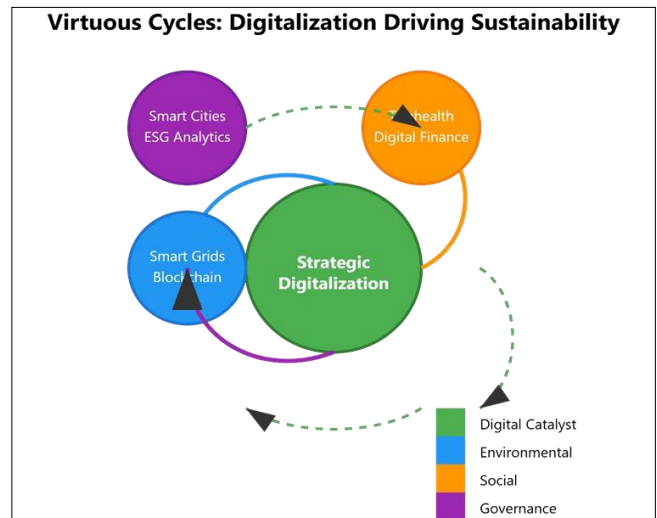 Virtuous Cycles: Digitalization Driving Sustainability
Smart Cities
ESG Analytics
Digital Finance
Smart Grids
Blockchain
Strategic
Digitalization
Digital Catalyst
Environmental
Social
Governance